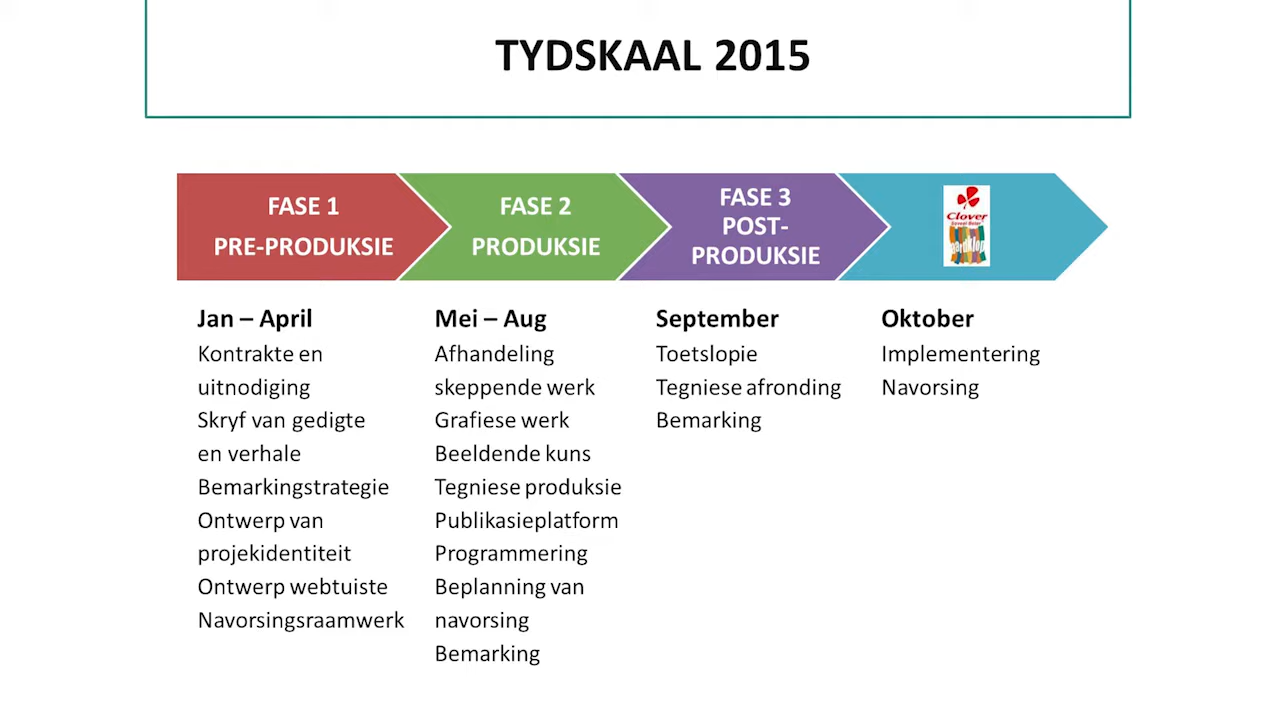 TYDSKAAL 2015
FASE 1
PRE-PRODUKSIE
FASE 2
PRODUKSIE
FASE 3
POST-
PRODUKSIE
Clover
Aardklop
Jan – April
Kontrakte en
uitnodiging
Skryf van gedigte
en verhale
Bemarkingstrategie
Ontwerp van
projekidentiteit
Ontwerp webtuiste
Navorsingsraamwerk
Mei – Aug
Afhandeling
skeppende werk
Grafiese werk
Beeldende kuns
Tegniese produksie
Publikasieplatform
Programmering
Beplanning van
navorsing
Bemarking
September
Toetslopie
Tegniese afronding
Bemarking
Oktober
Implementering
Navorsing